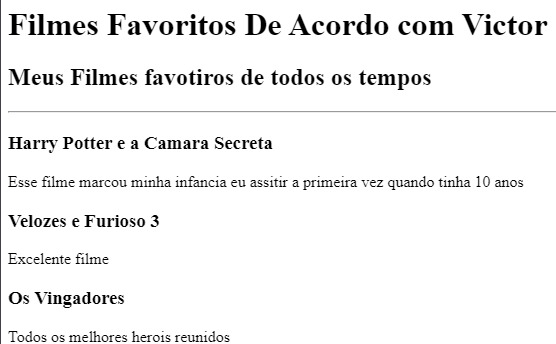 Filmes Favoritos De Acordo com Victor
Meus Filmes favotiros de todos os tempos
Harry Potter e a Camara Secreta
Esse filme marcou minha infancia eu assitir a primeira vez quando tinha 10 anos
Velozes e Furioso 3
Excelente filme
Os Vingadores
Todos os melhores herois reunidos